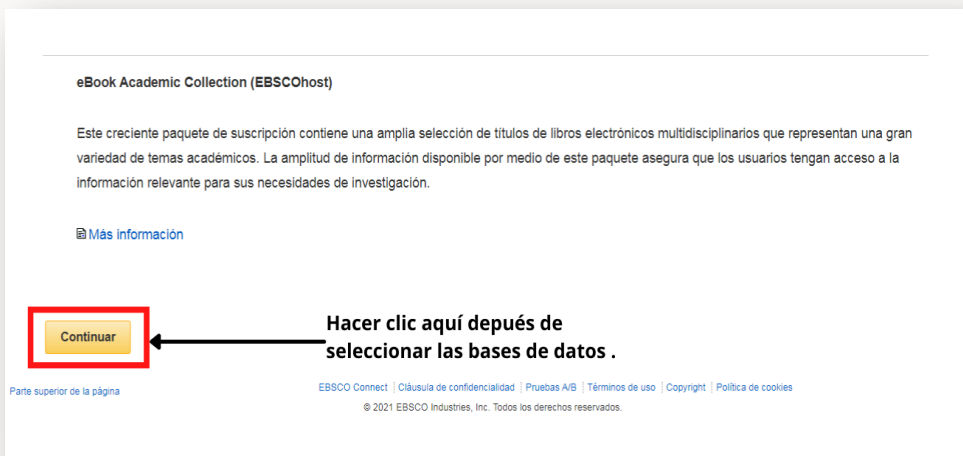 eBook Academic Collection (EBSCOhost)
Este creciente paquete de suscripción contiene una amplia selección de títulos de libros electrónicos multidisciplinarios que representan una gran
variedad de temas académicos. La amplitud de información disponible por medio de este paquete asegura que los usuarios tengan acceso a la
información relevante para sus necesidades de investigación.
Más información
Continuar
Hacer clic aquí depués de
seleccionar las bases de datos .
Parte superior de la página
EBSCO Connect | Cláusula de confidencialidad | Pruebas A/B | Términos de uso | Copyright | Política de cookies
© 2021 EBSCO Industries, Inc. Todos los derechos reservados.